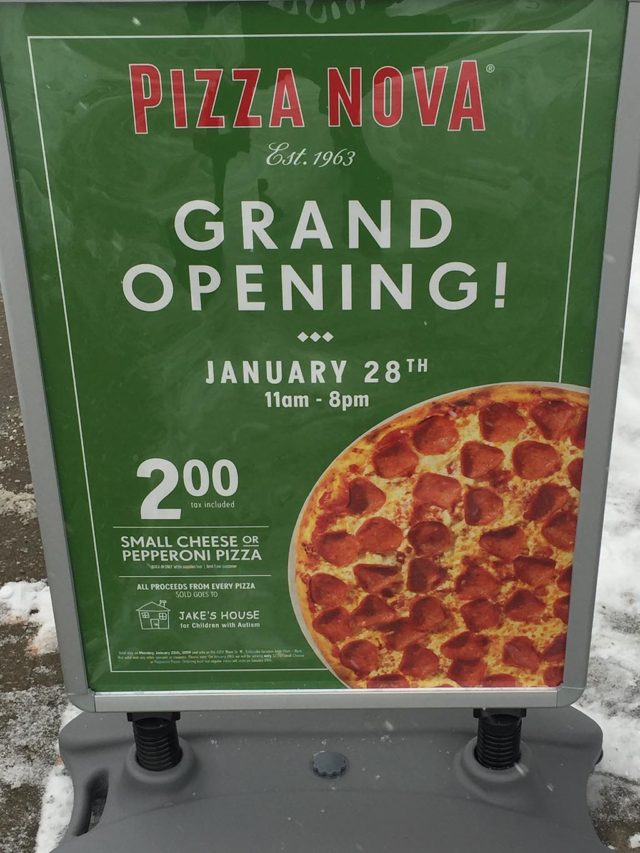 PIZZA NOVA®
Est. 1963
GRAND
OPENING!
JANUARY 28TH
11am - 8pm
2.00
tax included
SMALL CHEESE OR
PEPPERONI PIZZA
ALL PROCEEDS FROM EVERY PIZZA
SOLD GOES TO
JAKE'S HOUSE
for Children with Autism